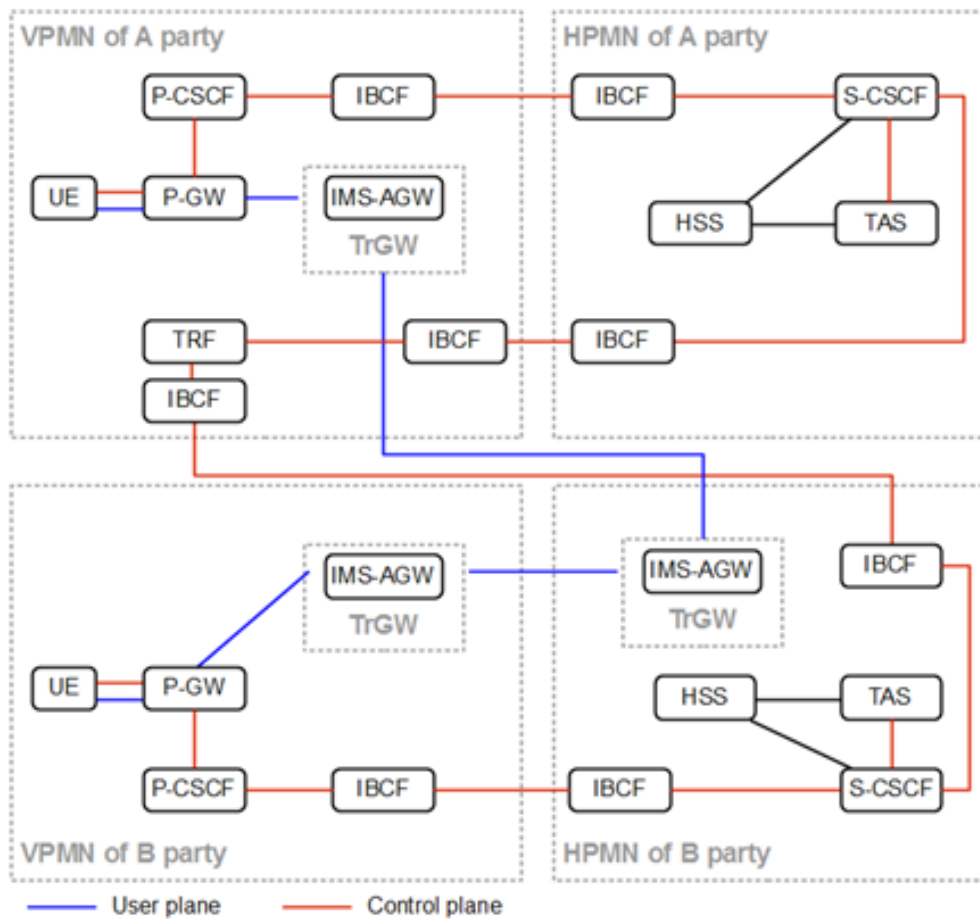 VPMN of A party
HPMN of A party
P-CSCF
IBCF
IBCF
S-CSCF
UE
P-GW
IMS-AGW
TrGW
HSS
TAS
TRF
IBCF
IBCF
IBCF
IMS-AGW
TrGW
IMS-AGW
TrGW
IBCF
UE
P-GW
HSS
TAS
P-CSCF
IBCF
IBCF
S-CSCF
VPMN of B party
HPMN of B party
User plane
Control plane